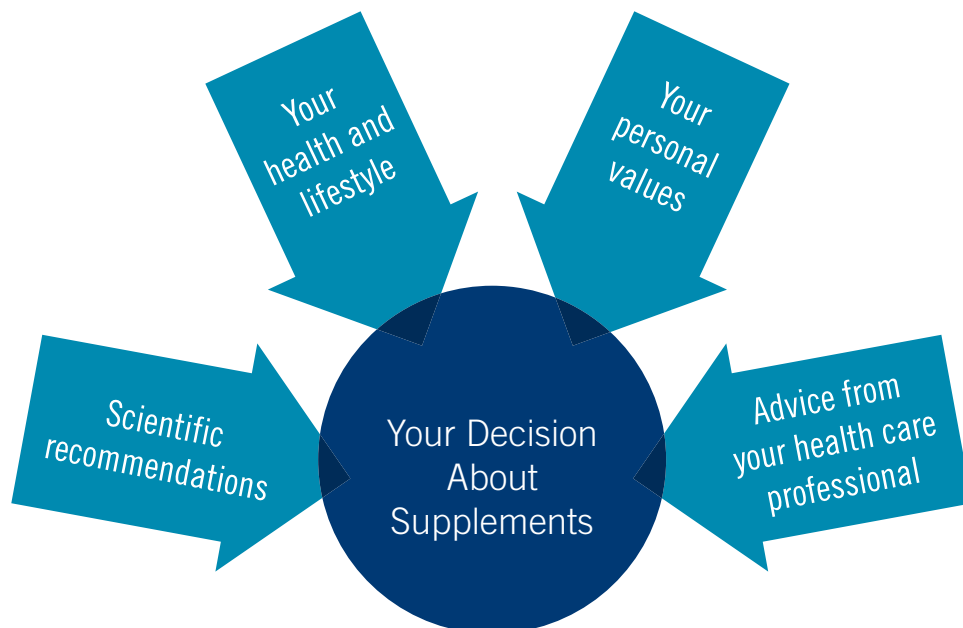 Your
health and
lifestyle
Your
personal
values
Scientific
recommendations
Your Decision
About
Supplements
Advice from
your health care
professional